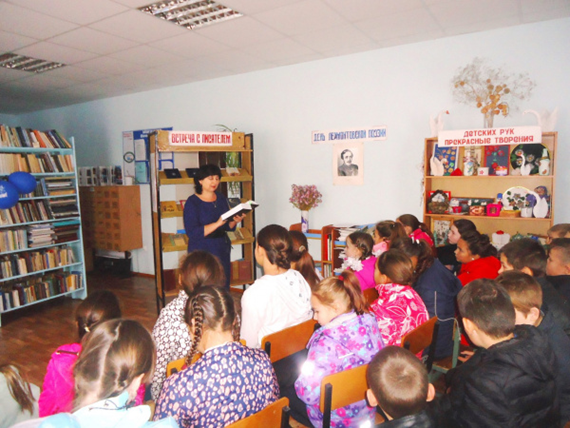 ВСТРЕЧА С ПИСАТЕЛЕМ
ДЕНЬ ЛЕРМОНТОВСКОЙ ПОЭЗИИ
ДЕТСКИХ РУК
ПРЕКРАСНЫЕ ТВОРЕНИЯ